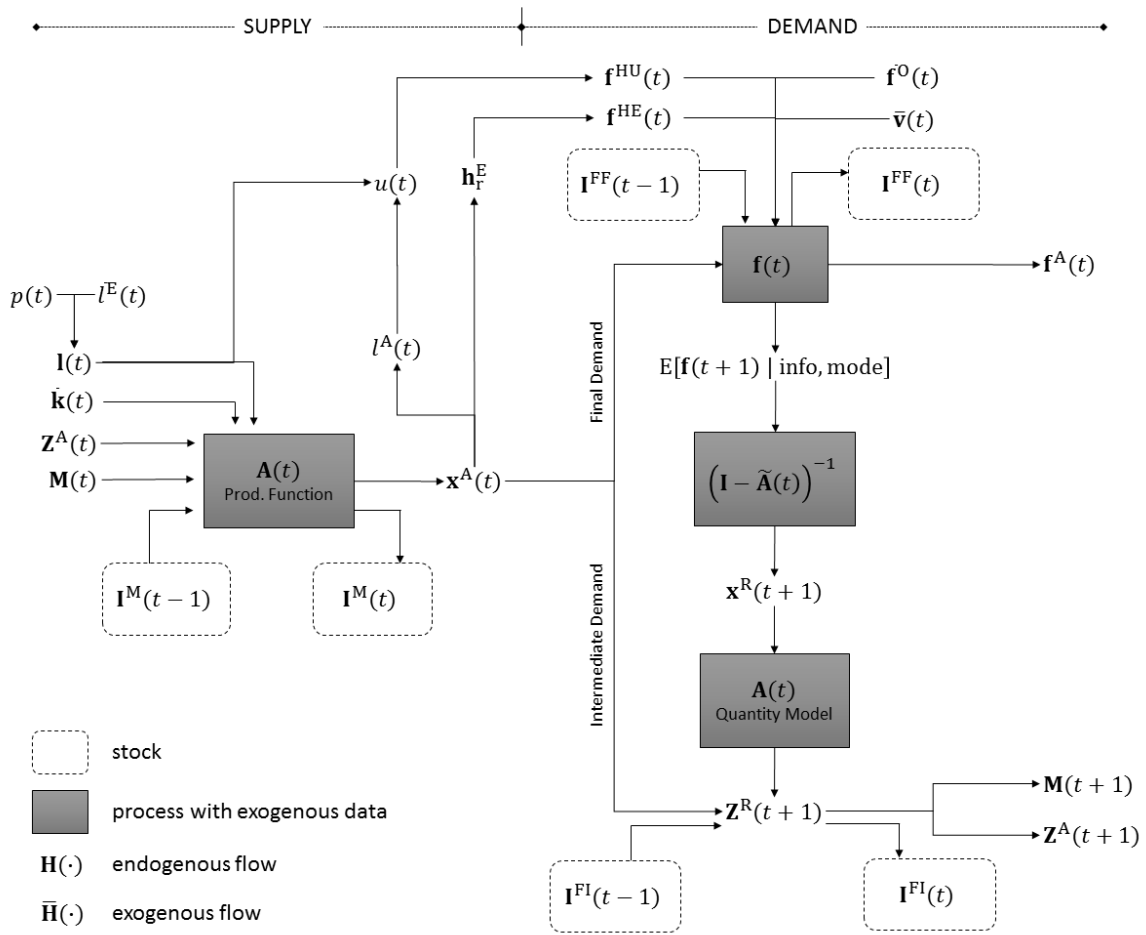 SUPPLY
DEMAND
f^HU(t)
f̄^O(t)
f^HE(t)
v̄(t)
I^FF(t − 1)
I^FF(t)
u(t)
h_r^E
f(t)
f^A(t)
p(t)
l̄^E(t)
l(t)
l^A(t)
E[f(t + 1) | info, mode]
k̄(t)
Final Demand
Z^A(t)
M(t)
A(t)
Prod. Function
x^A(t)
(I − Ã(t))^−1
I^M(t − 1)
I^M(t)
x^R(t + 1)
Intermediate Demand
A(t)
Quantity Model
Z^R(t + 1)
M(t + 1)
Z^A(t + 1)
I^FI(t − 1)
I^FI(t)
stock
process with exogenous data
H(·) endogenous flow
H̄(·) exogenous flow